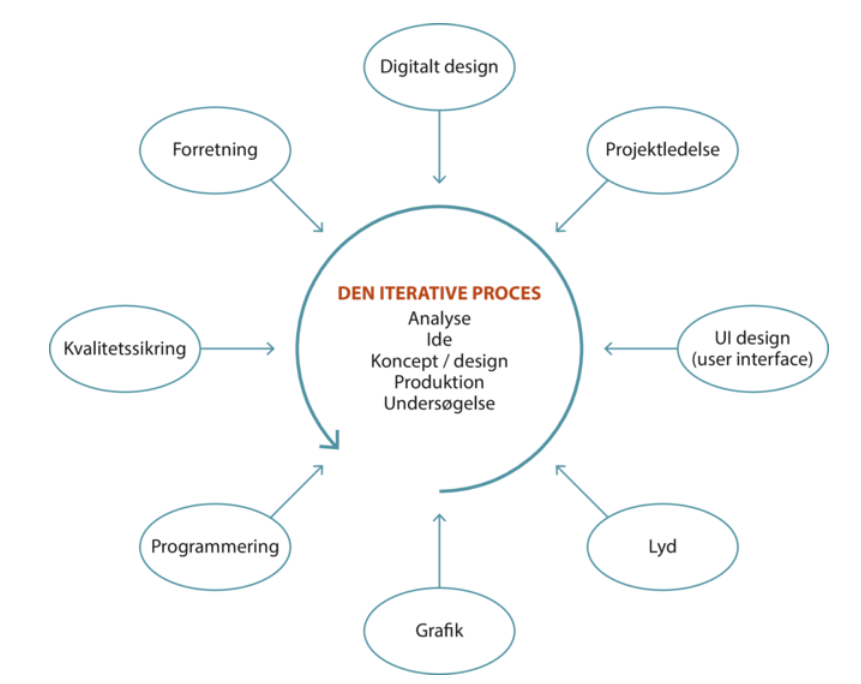 Digitalt design
Forretning
Projektledelse
DEN ITERATIVE PROCES
Analyse
Ide
Koncept / design
Produktion
Undersøgelse
Kvalitetssikring
UI design
(user interface)
Programmering
Lyd
Grafik